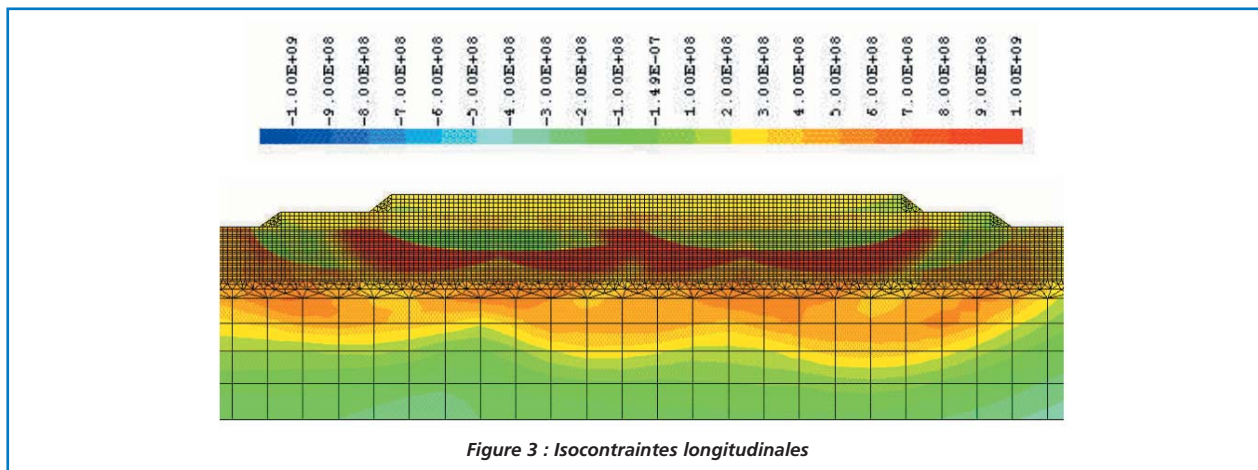 -1.00E+09
-9.00E+08
-8.00E+08
-7.00E+08
-6.00E+08
-5.00E+08
-4.00E+08
-3.00E+08
-2.00E+08
-1.00E+08
-1.49E-07
1.00E+08
2.00E+08
3.00E+08
4.00E+08
5.00E+08
6.00E+08
7.00E+08
8.00E+08
9.00E+08
1.00E+09
Figure 3 : Isocontraintes longitudinales